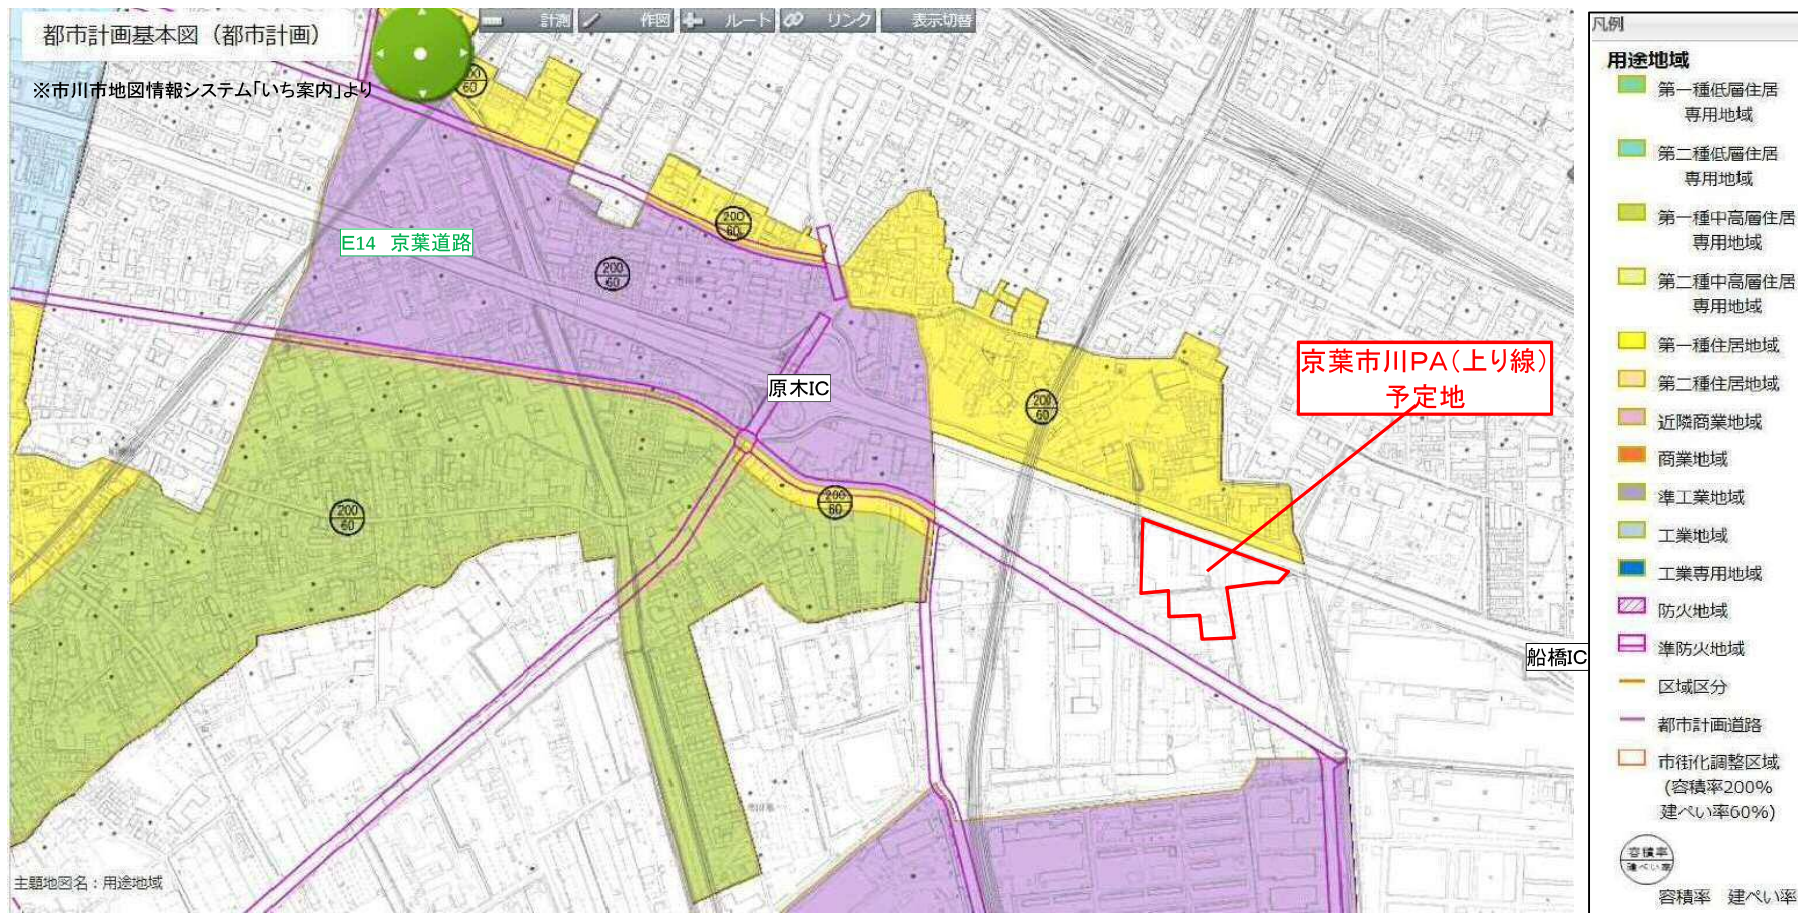 都市計画基本図（都市計画）
計測
作図
ルート
リンク
表示切替
※市川市地図情報システム「いち案内」より
60
200
60
E14 京葉道路
200
60
原木IC
200
60
京葉市川PA（上り線）
予定地
200
60
200
60
船橋IC
主題地図名：用途地域
凡例
用途地域
第一種低層住居
専用地域
第二種低層住居
専用地域
第一種中高層住居
専用地域
第二種中高層住居
専用地域
第一種住居地域
第二種住居地域
近隣商業地域
商業地域
準工業地域
工業地域
工業専用地域
防火地域
準防火地域
区域区分
都市計画道路
市街化調整区域
(容積率200%
建ぺい率60%)
容積率
建ぺい率
容積率 建ぺい率